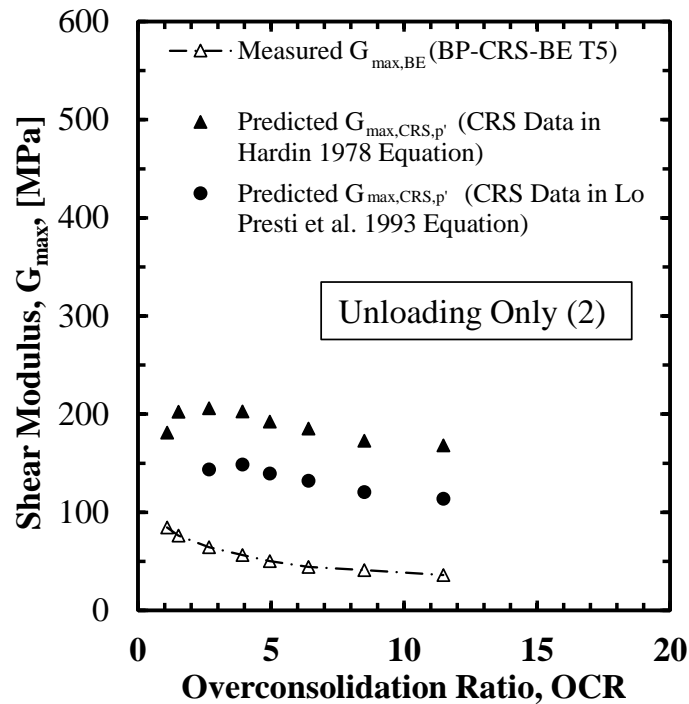 600
500
400
300
200
100
0
Shear Modulus, Gmax, [MPa]
Measured Gmax,BE (BP-CRS-BE T5)
Predicted Gmax,CRS,p' (CRS Data in
Hardin 1978 Equation)
Predicted Gmax,CRS,p' (CRS Data in Lo
Presti et al. 1993 Equation)
Unloading Only (2)
0 5 10 15 20
Overconsolidation Ratio, OCR